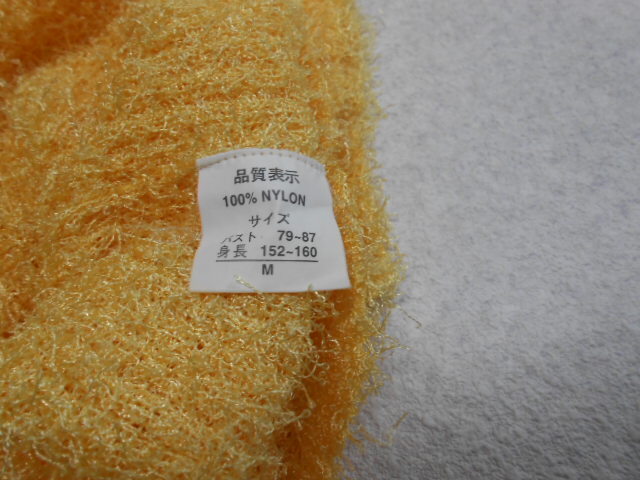 品質表示
100% NYLON
サイズ
バスト 79~87
身長 152~160
M